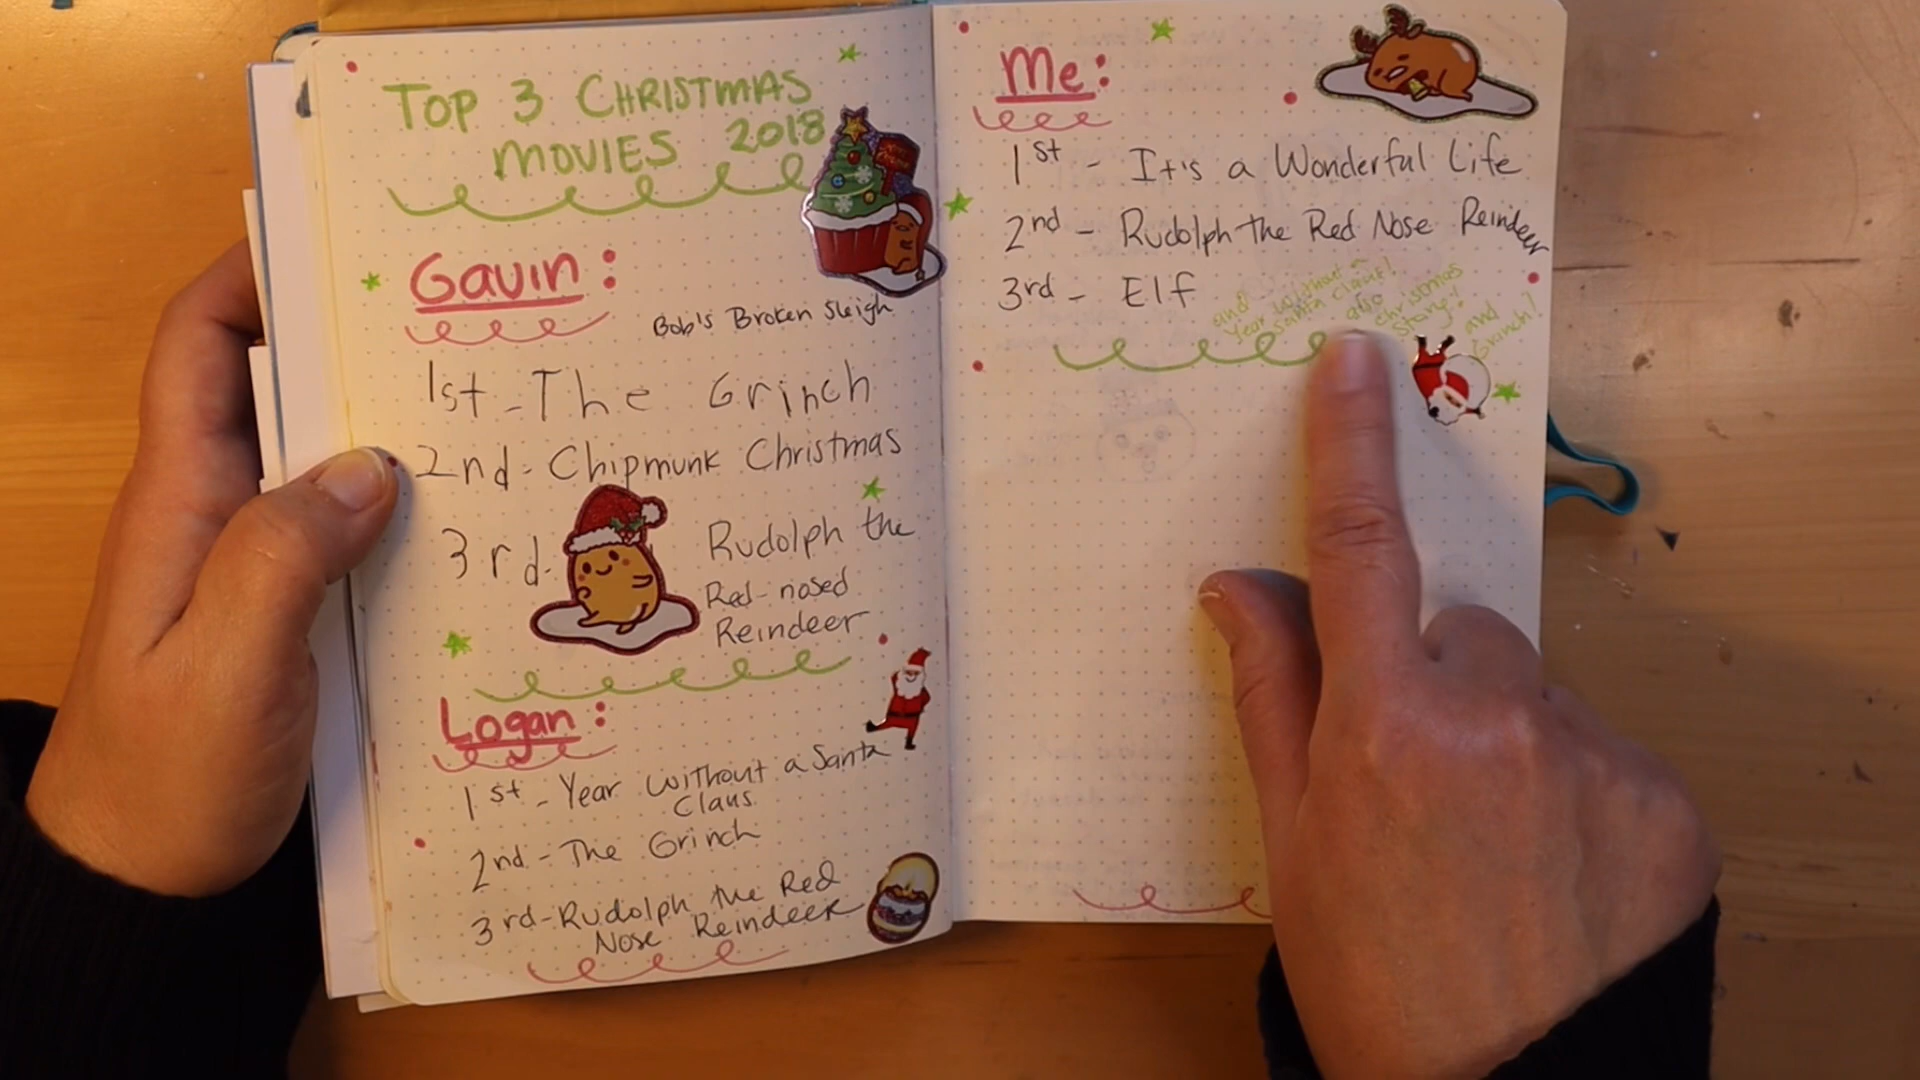 TOP 3 CHRISTMAS
MOVIES 2018
Gavin:
Bob's Broken Sleigh
1st - The Grinch
2nd - Chipmunk Christmas
3rd - Rudolph the
Red-nosed
Reindeer
Logan:
1st - Year Without a Santa
Claus
2nd - The Grinch
3rd - Rudolph the Red
Nose Reindeer
Me:
1st - It's a Wonderful Life
2nd - Rudolph the Red Nose Reindeer
3rd - Elf
and
Year Without a
Santa Claus!
also
Christmas
Story!
and
Grinch!